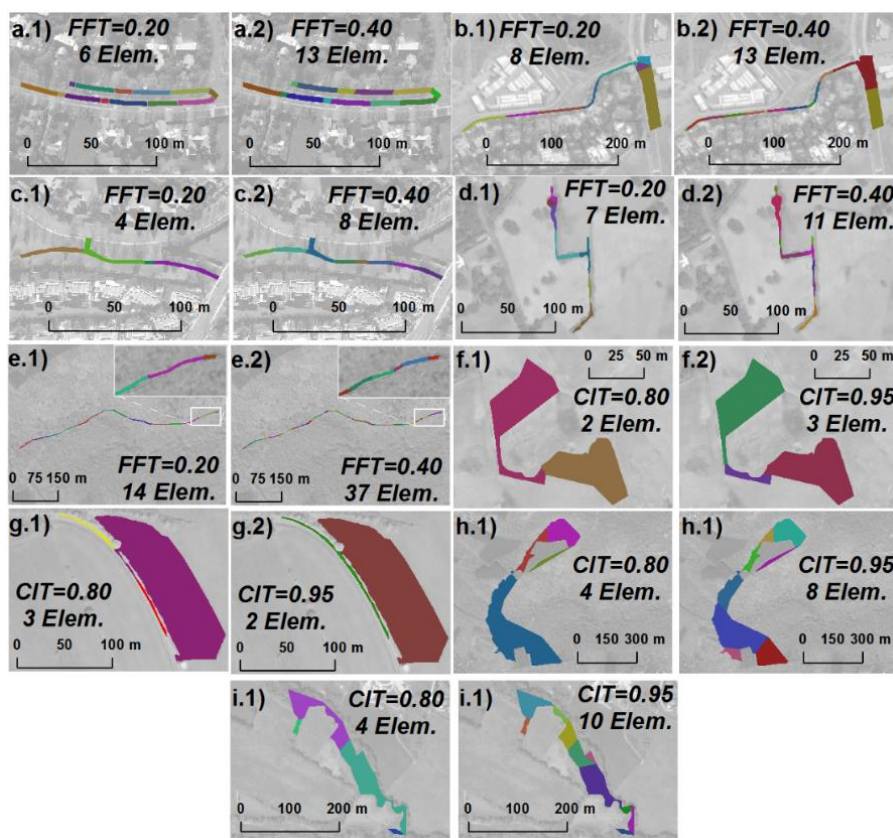 a.1) FFT=0.20
6 Elem.
0 50 100 m
a.2) FFT=0.40
13 Elem.
0 50 100 m
b.1) FFT=0.20
8 Elem.
0 100 200 m
b.2) FFT=0.40
13 Elem.
0 100 200 m
c.1) FFT=0.20
4 Elem.
0 50 100 m
c.2) FFT=0.40
8 Elem.
0 50 100 m
d.1) FFT=0.20
7 Elem.
0 50 100 m
d.2) FFT=0.40
11 Elem.
0 50 100 m
e.1)
FFT=0.20
14 Elem.
0 75 150 m
e.2)
FFT=0.40
37 Elem.
0 75 150 m
f.1)
0 25 50 m
CIT=0.80
2 Elem.
f.2)
0 25 50 m
CIT=0.95
3 Elem.
g.1)
CIT=0.80
3 Elem.
0 50 100 m
g.2)
CIT=0.95
2 Elem.
0 50 100 m
h.1)
CIT=0.80
4 Elem.
0 150 300 m
h.1)
CIT=0.95
8 Elem.
0 150 300 m
i.1) CIT=0.80
4 Elem.
0 100 200 m
i.1) CIT=0.95
10 Elem.
0 100 200 m